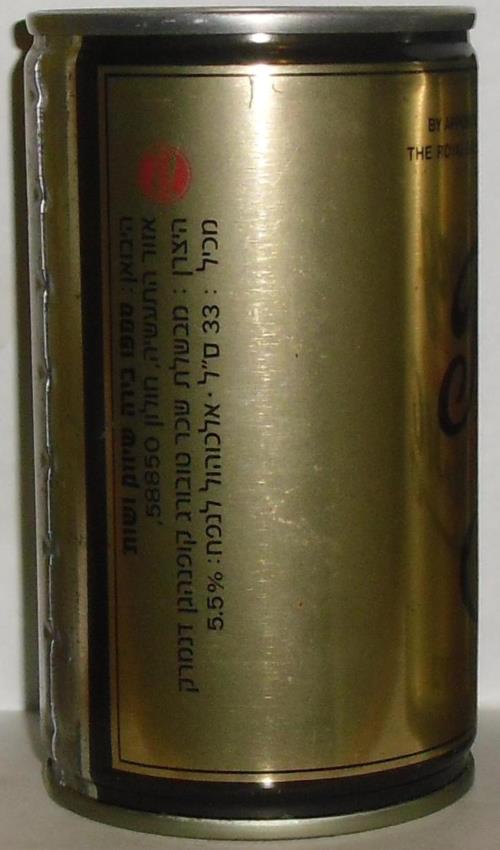 היבואן: טמפו בירה שיווק ושות'
אזור התעשיה, חולון 58850,
היצרן : מבשלת שכר טובורג קופנהגן דנמרק
מכיל : 33 ס"ל • אלכוהול לנפח: 5.5%
BY
THE